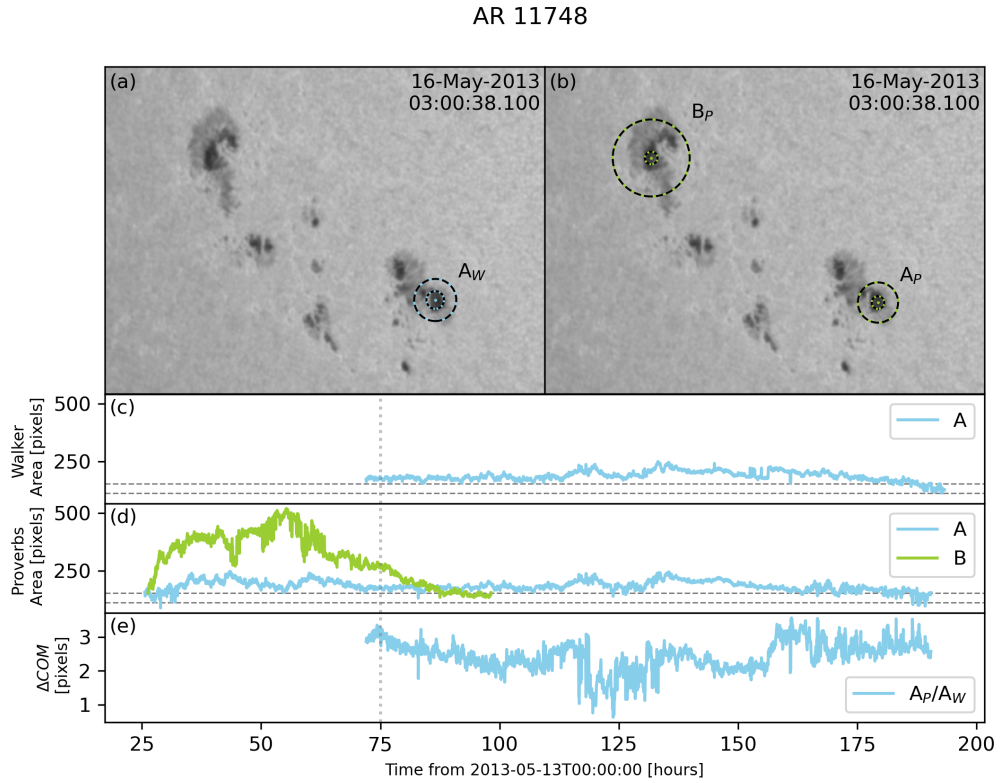 AR 11748
(a)
16-May-2013
03:00:38.100
A_W
(b)
16-May-2013
03:00:38.100
B_P
A_P
(c)
Walker
Area [pixels]
500
250
A
(d)
Proverbs
Area [pixels]
500
250
A
B
(e)
ΔCOM
[pixels]
3
2
1
A_P/A_W
25 50 75 100 125 150 175 200
Time from 2013-05-13T00:00:00 [hours]